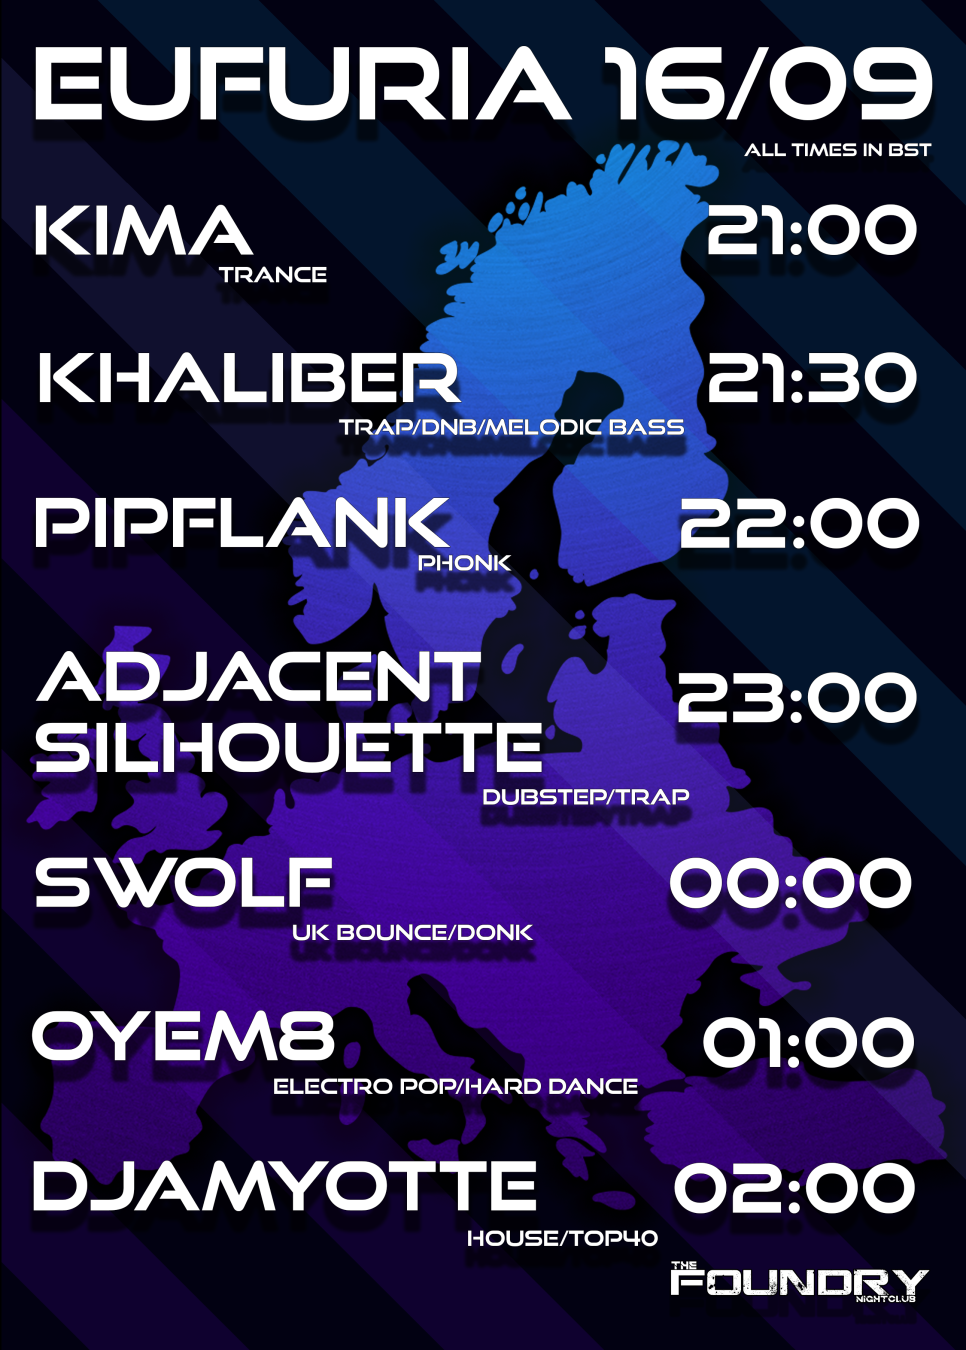 EUFURIA 16/09
ALL TIMES IN BST
KIMA 21:00
TRANCE
KHALIBER 21:30
TRAP/DNB/MELODIC BASS
PIPFLANK 22:00
PHONK
ADJACENT
SILHOUETTE 23:00
DUBSTEP/TRAP
SWOLF 00:00
UK BOUNCE/DONK
OYEM8 01:00
ELECTRO POP/HARD DANCE
DJAMYOTTE 02:00
HOUSE/TOP40
THE
FOUNDRY
NIGHTCLUB